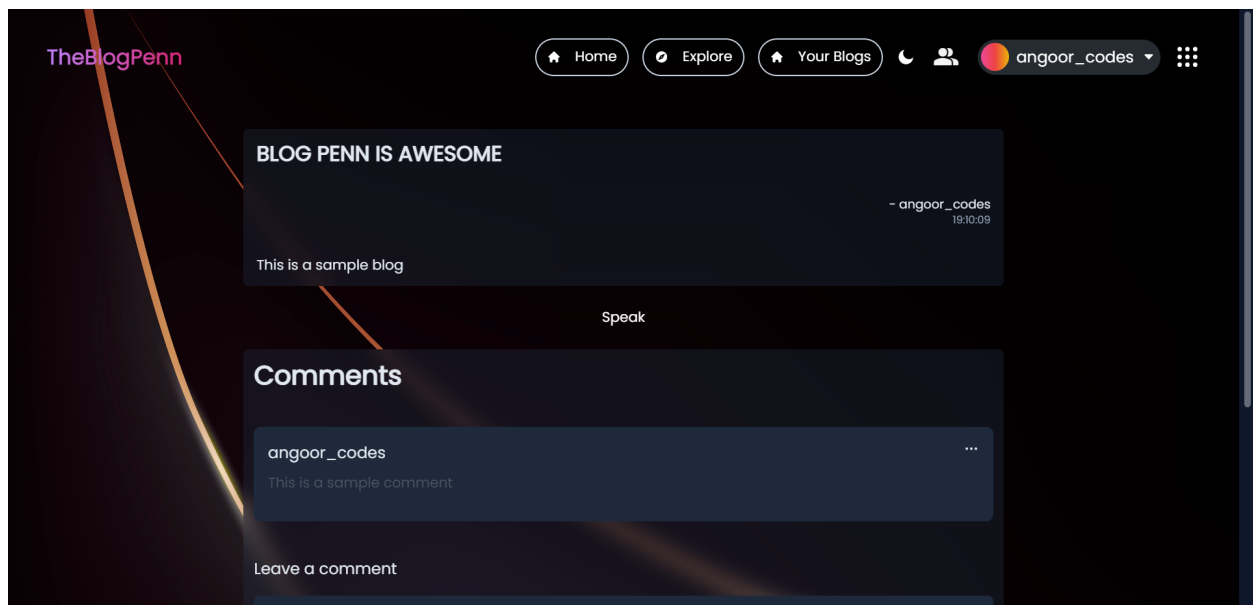 TheBlogPenn
Home
Explore
Your Blogs
angoor_codes
BLOG PENN IS AWESOME
- angoor_codes
19:10:09
This is a sample blog
Speak
Comments
angoor_codes
...
This is a sample comment
Leave a comment